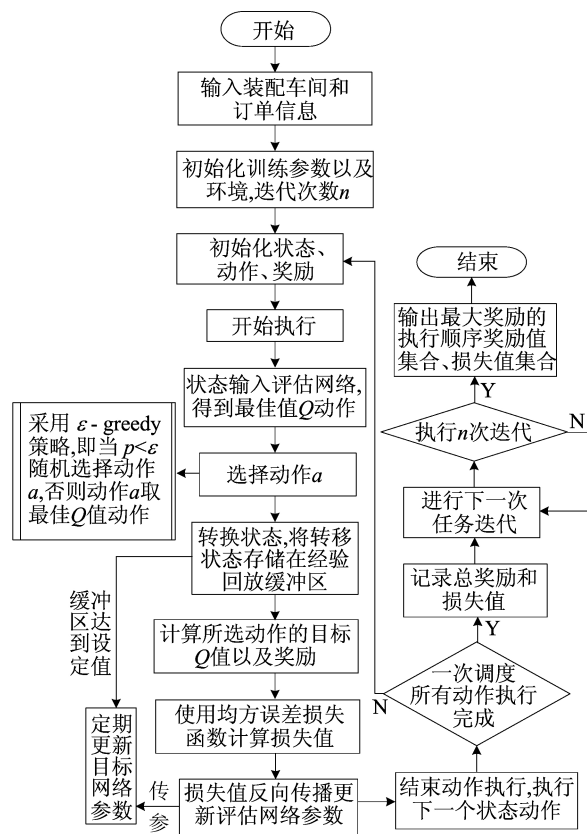 开始
输入装配车间和
订单信息
初始化训练参数以及
环境,迭代次数n
初始化状态、
动作、奖励
开始执行
状态输入评估网络,
得到最佳值Q动作
采用 ε - greedy
策略,即当 p<ε
随机选择动作
a,否则动作a取
最佳Q值动作
选择动作a
转换状态,将转移
状态存储在经验
回放缓冲区
缓冲
区达
到设
定值
计算所选动作的目标
Q值以及奖励
使用均方误差损失
函数计算损失值
定期
更新
目标
网络
参数
传
参
损失值反向传播更
新评估网络参数
结束动作执行,执行
下一个状态动作
一次调度
所有动作执行
完成
N
Y
记录总奖励和
损失值
进行下一次
任务迭代
执行n次迭代
N
Y
输出最大奖励的
执行顺序奖励值
集合、损失值集合
结束